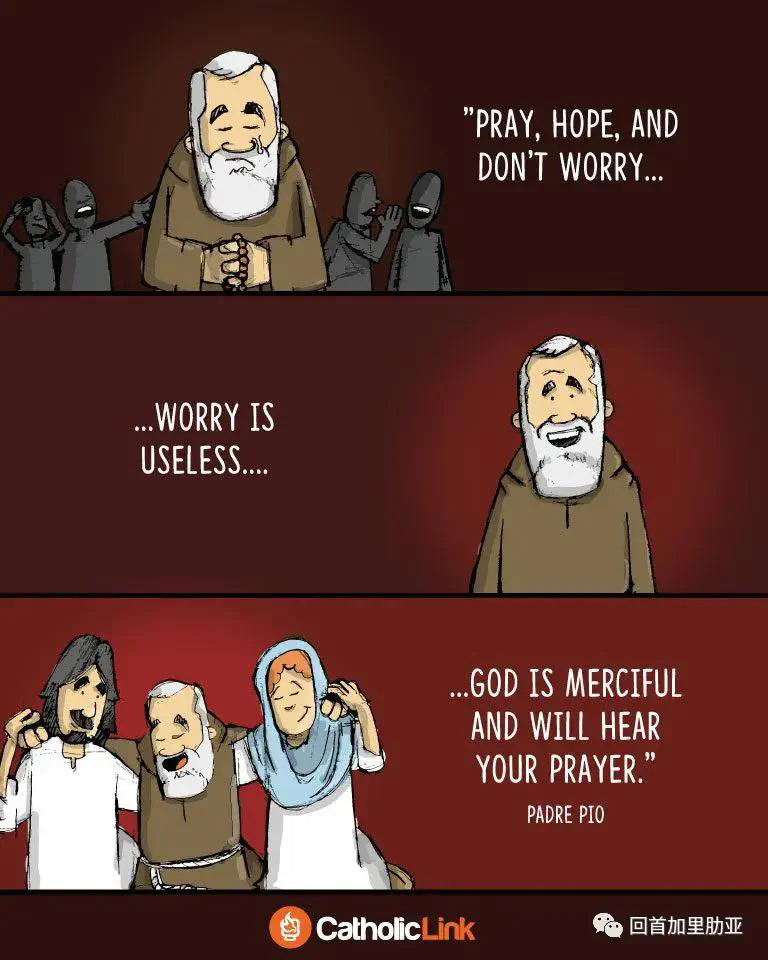 ”PRAY, HOPE, AND
DON’T WORRY...
...WORRY IS
USELESS....
...GOD IS MERCIFUL
AND WILL HEAR
YOUR PRAYER.”
PADRE PIO
CatholicLink
回首加里肋亚